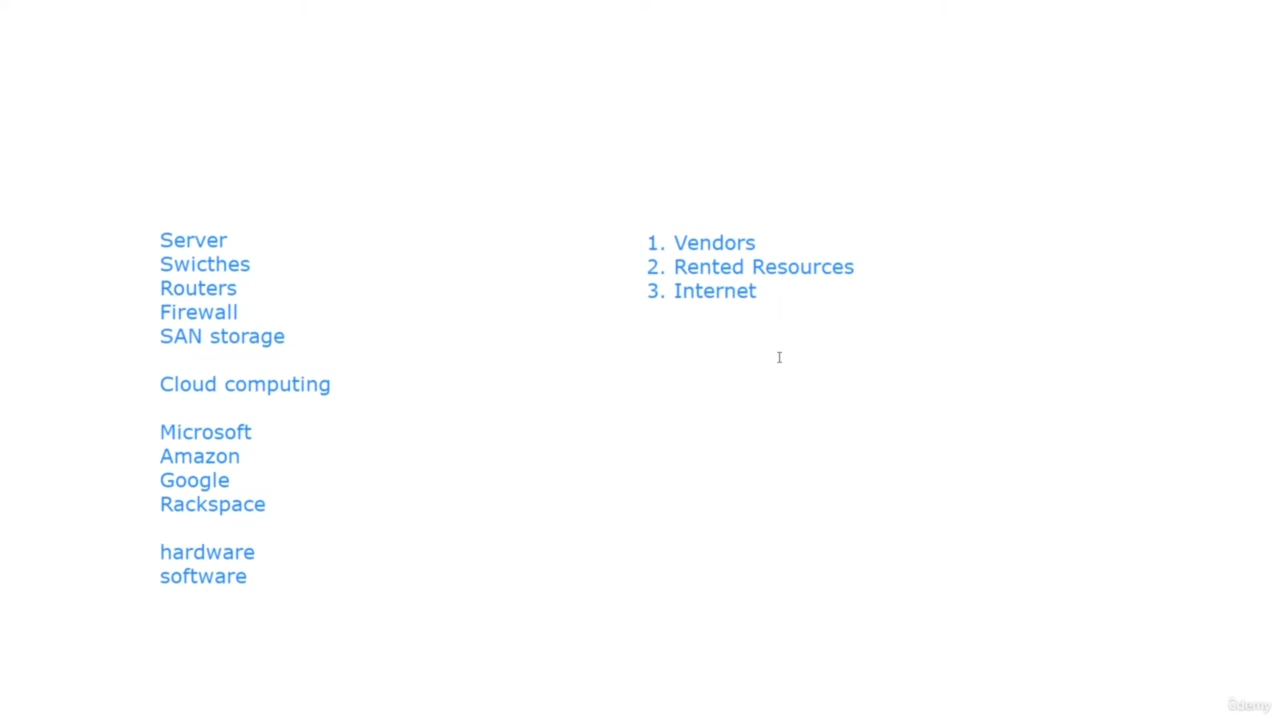 Server
Swicthes
Routers
Firewall
SAN storage
Cloud computing
Microsoft
Amazon
Google
Rackspace
hardware
software
1. Vendors
2. Rented Resources
3. Internet
ûdemy